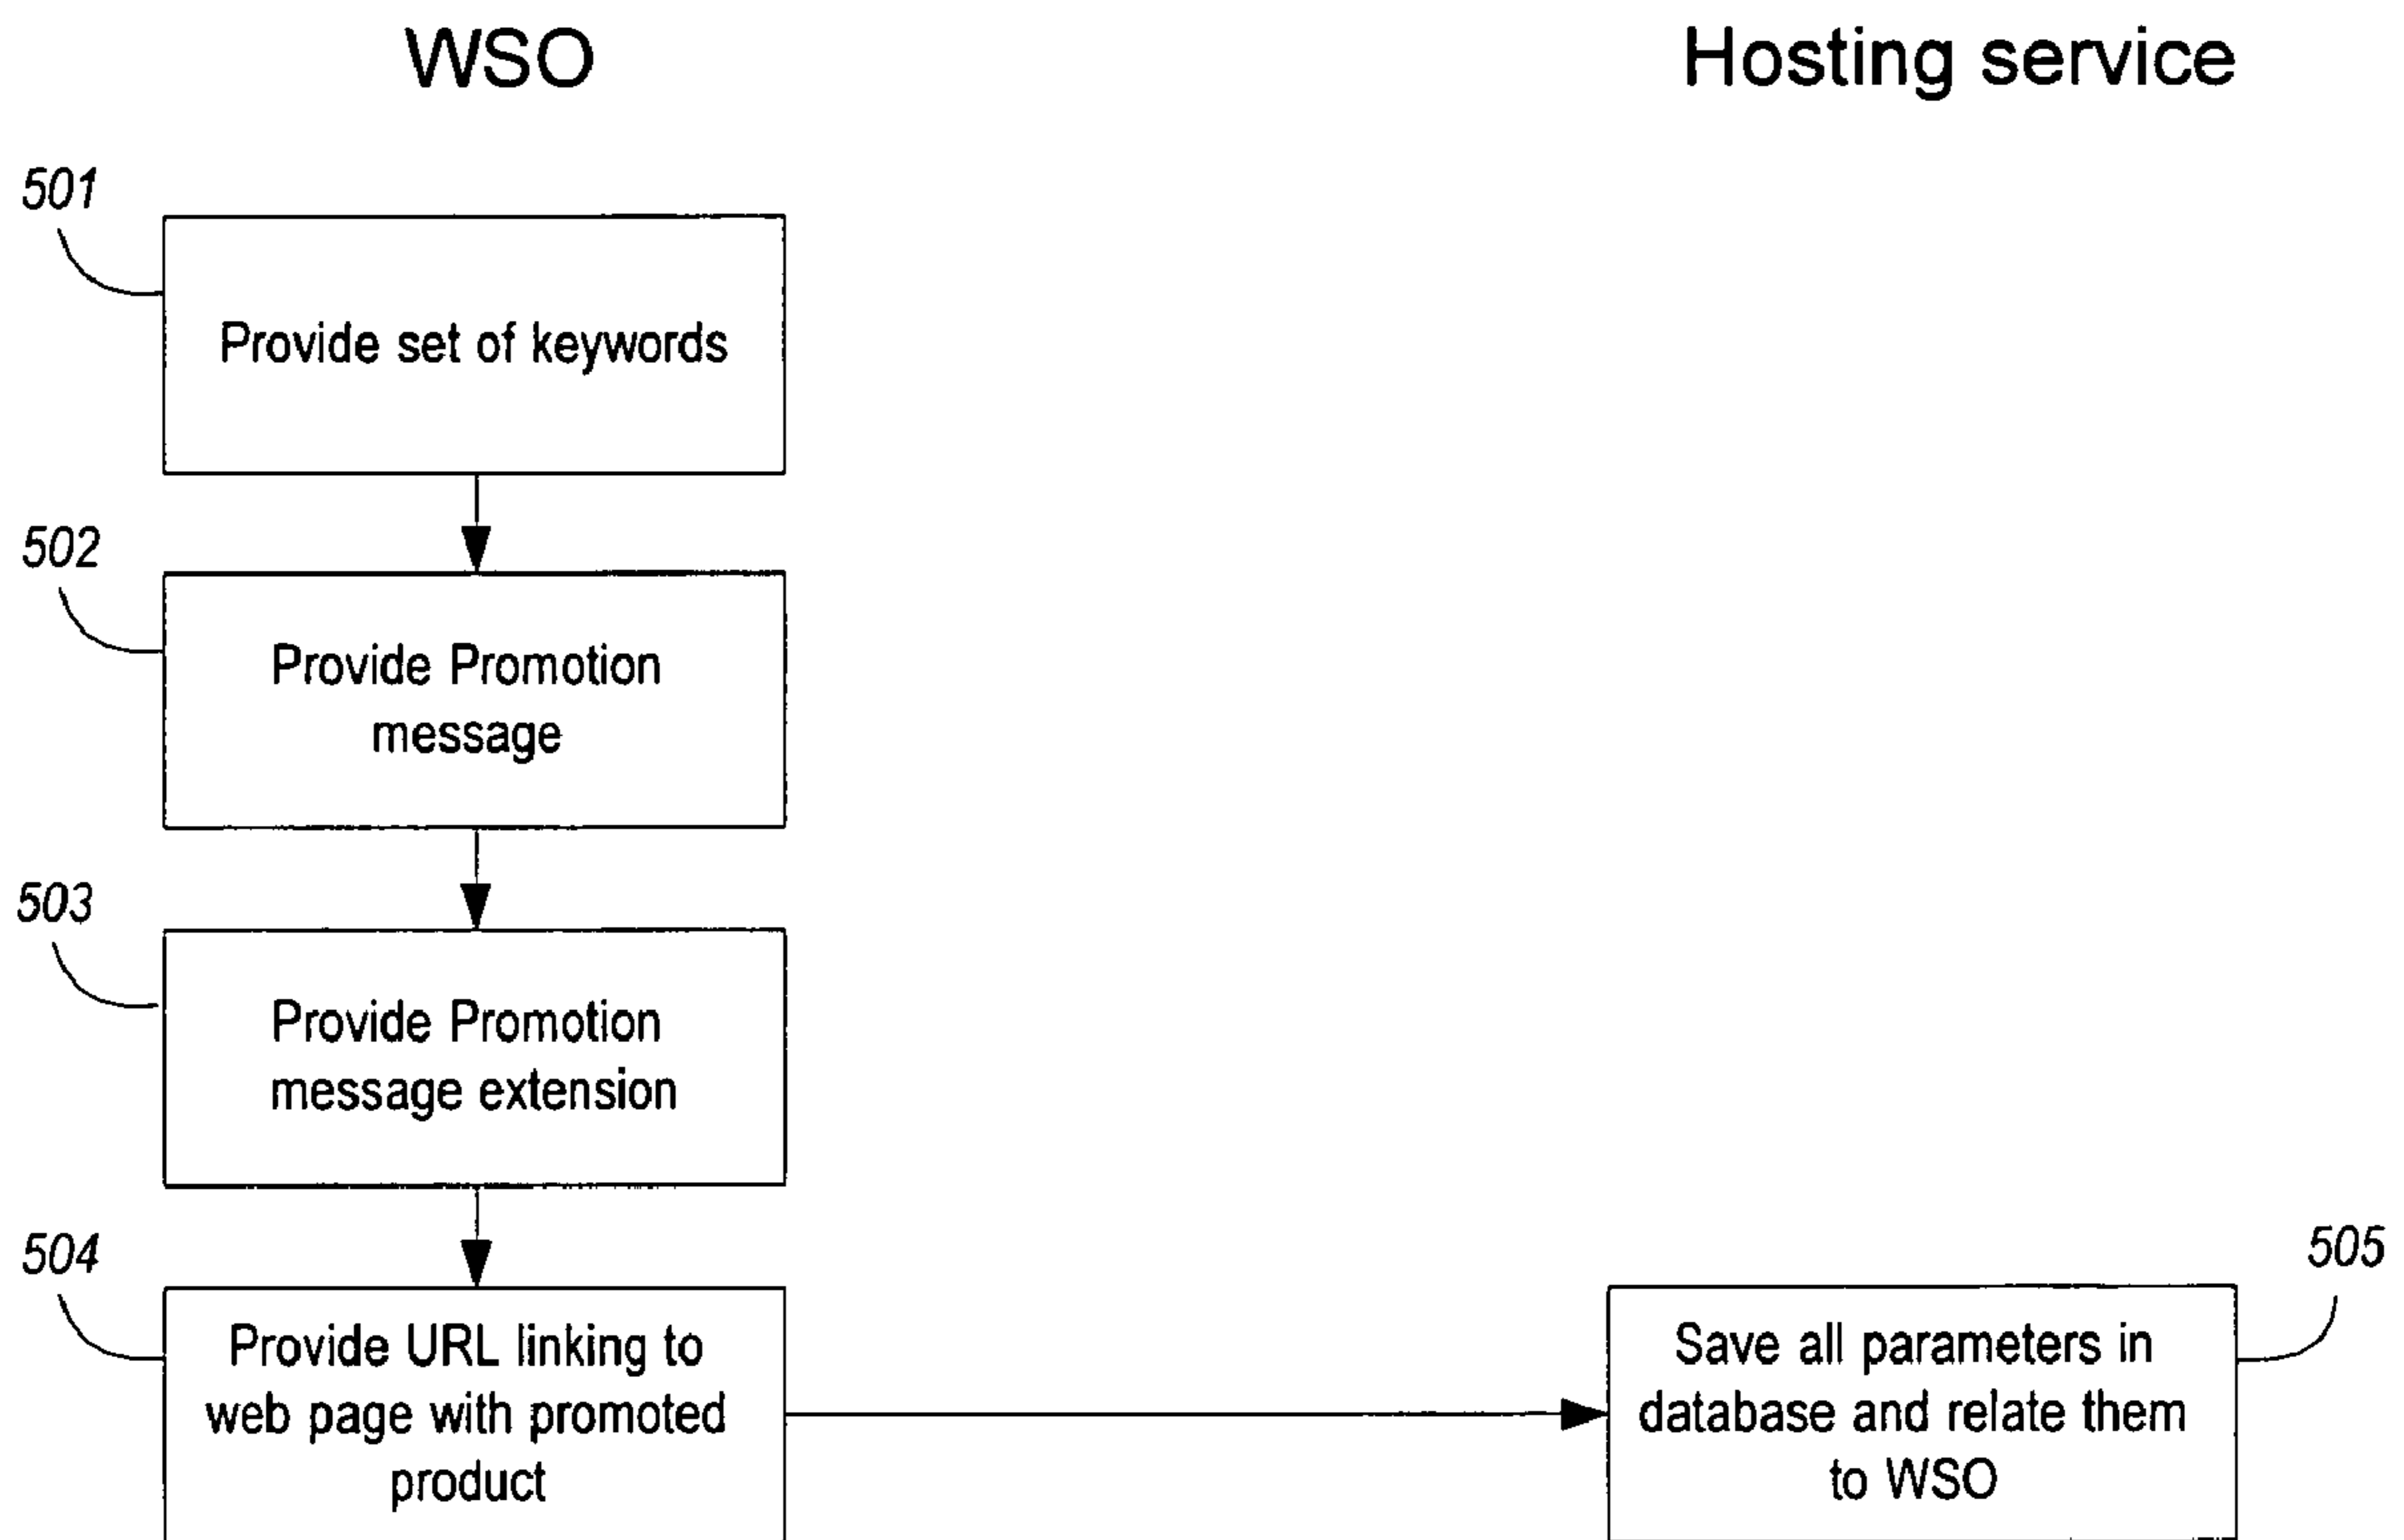 WSO
Hosting service
501
Provide set of keywords
502
Provide Promotion
message
503
Provide Promotion
message extension
504
Provide URL linking to
web page with promoted
product
505
Save all parameters in
database and relate them
to WSO